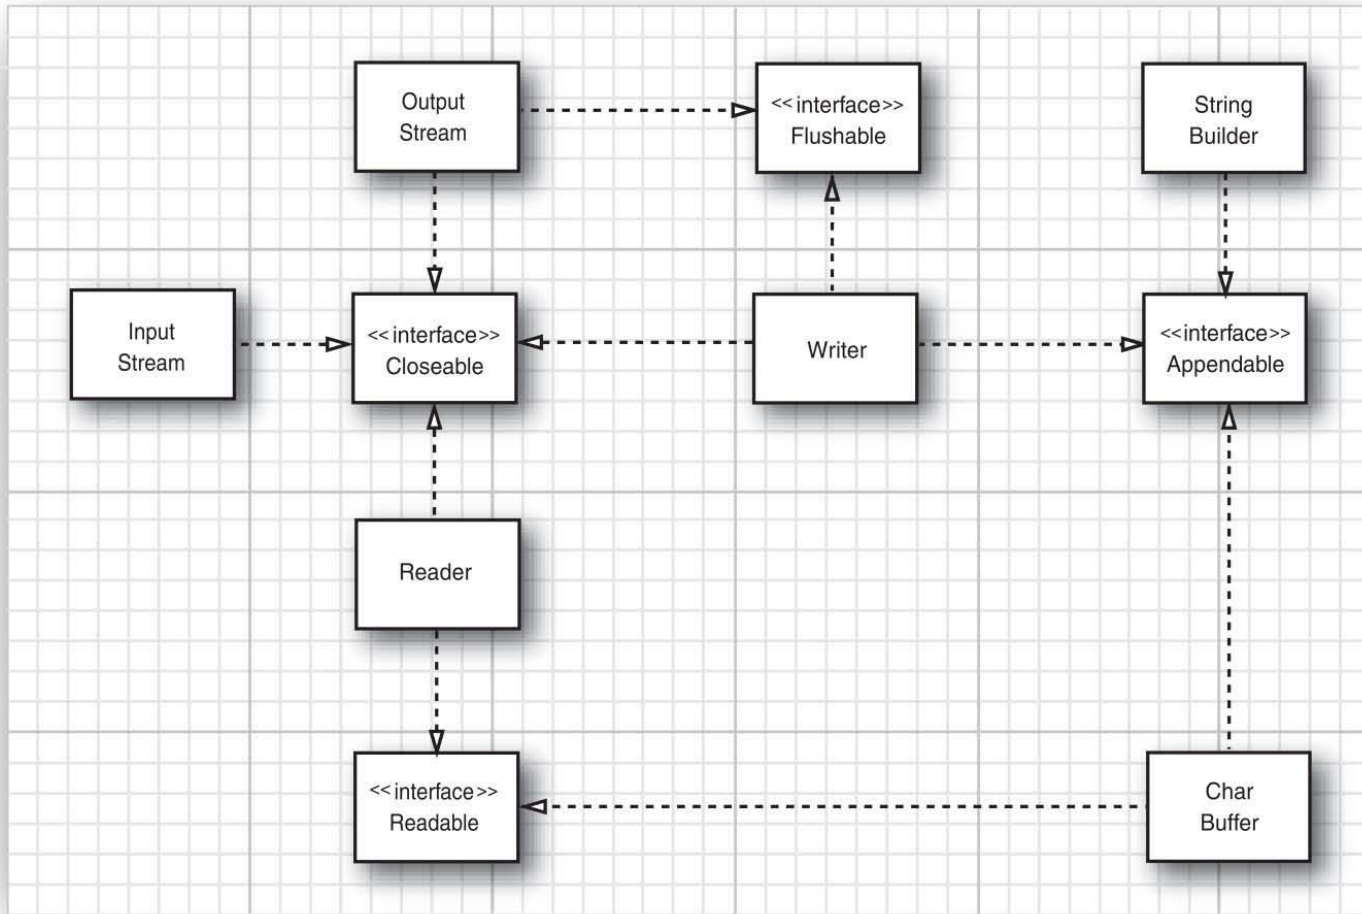 Output
Stream
<<interface>>
Flushable
String
Builder
Input
Stream
<<interface>>
Closeable
Writer
<<interface>>
Appendable
Reader
<<interface>>
Readable
Char
Buffer